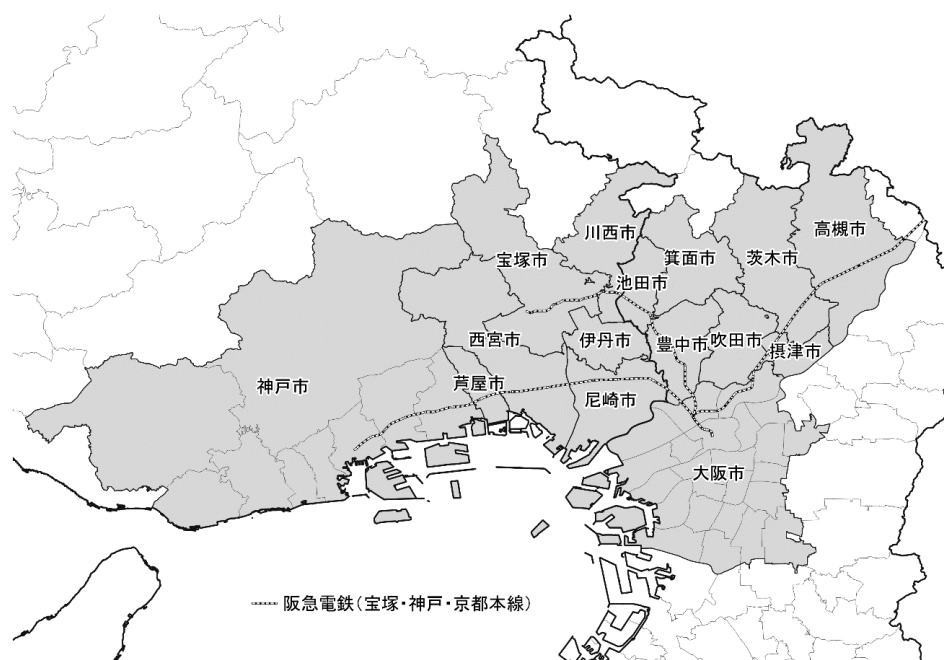 高槻市
川西市
箕面市
茨木市
宝塚市
池田市
西宮市
伊丹市
豊中市
吹田市
摂津市
神戸市
芦屋市
尼崎市
大阪市
阪急電鉄(宝塚・神戸・京都本線)